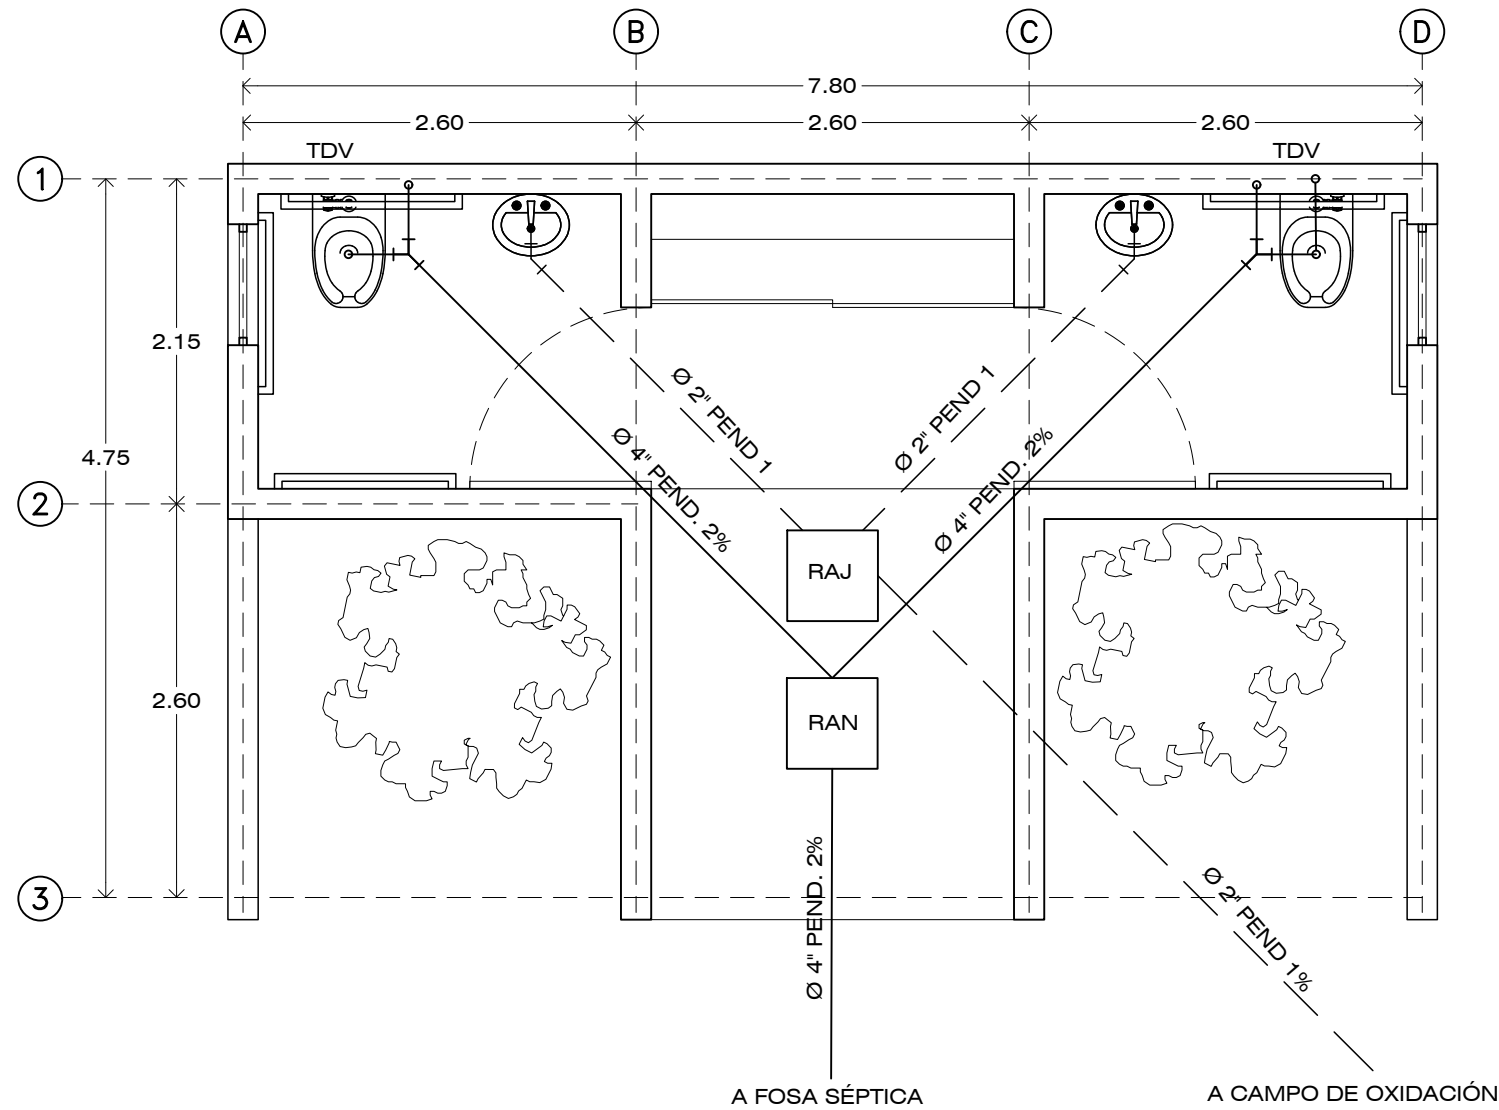 A
B
C
D
7.80
2.60
2.60
2.60
TDV
TDV
1
2.15
4.75
Ø 2" PEND 1
Ø 2" PEND 1
Ø 4" PEND. 2%
Ø 4" PEND. 2%
2
RAJ
2.60
RAN
3
Ø 4" PEND. 2%
Ø 2" PEND 1%
A FOSA SÉPTICA
A CAMPO DE OXIDACIÓN